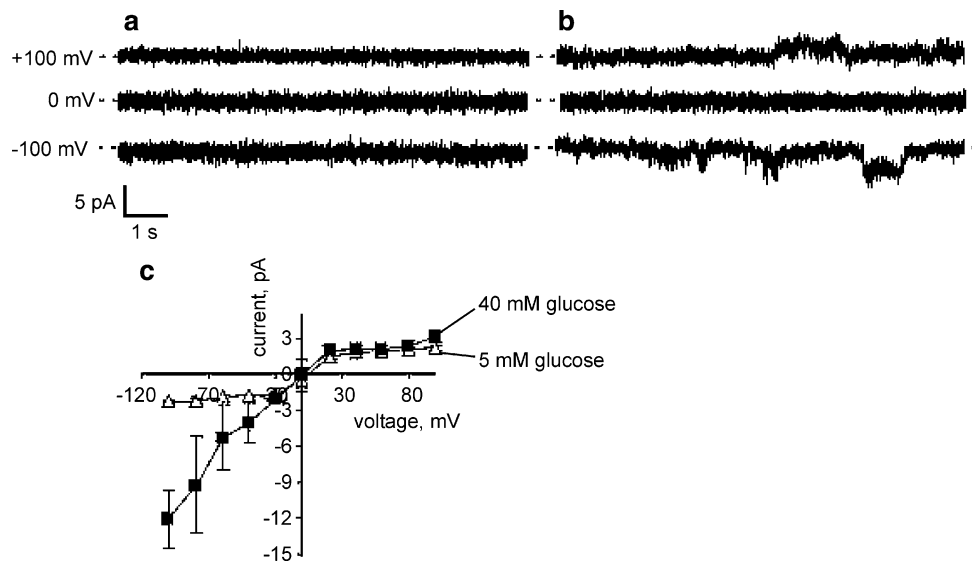 a
b
+100 mV
0 mV
-100 mV
5 pA
1 s
c
current, pA
40 mM glucose
5 mM glucose
3
0
-120
-70
30
80
-3
voltage, mV
-6
-9
-12
-15